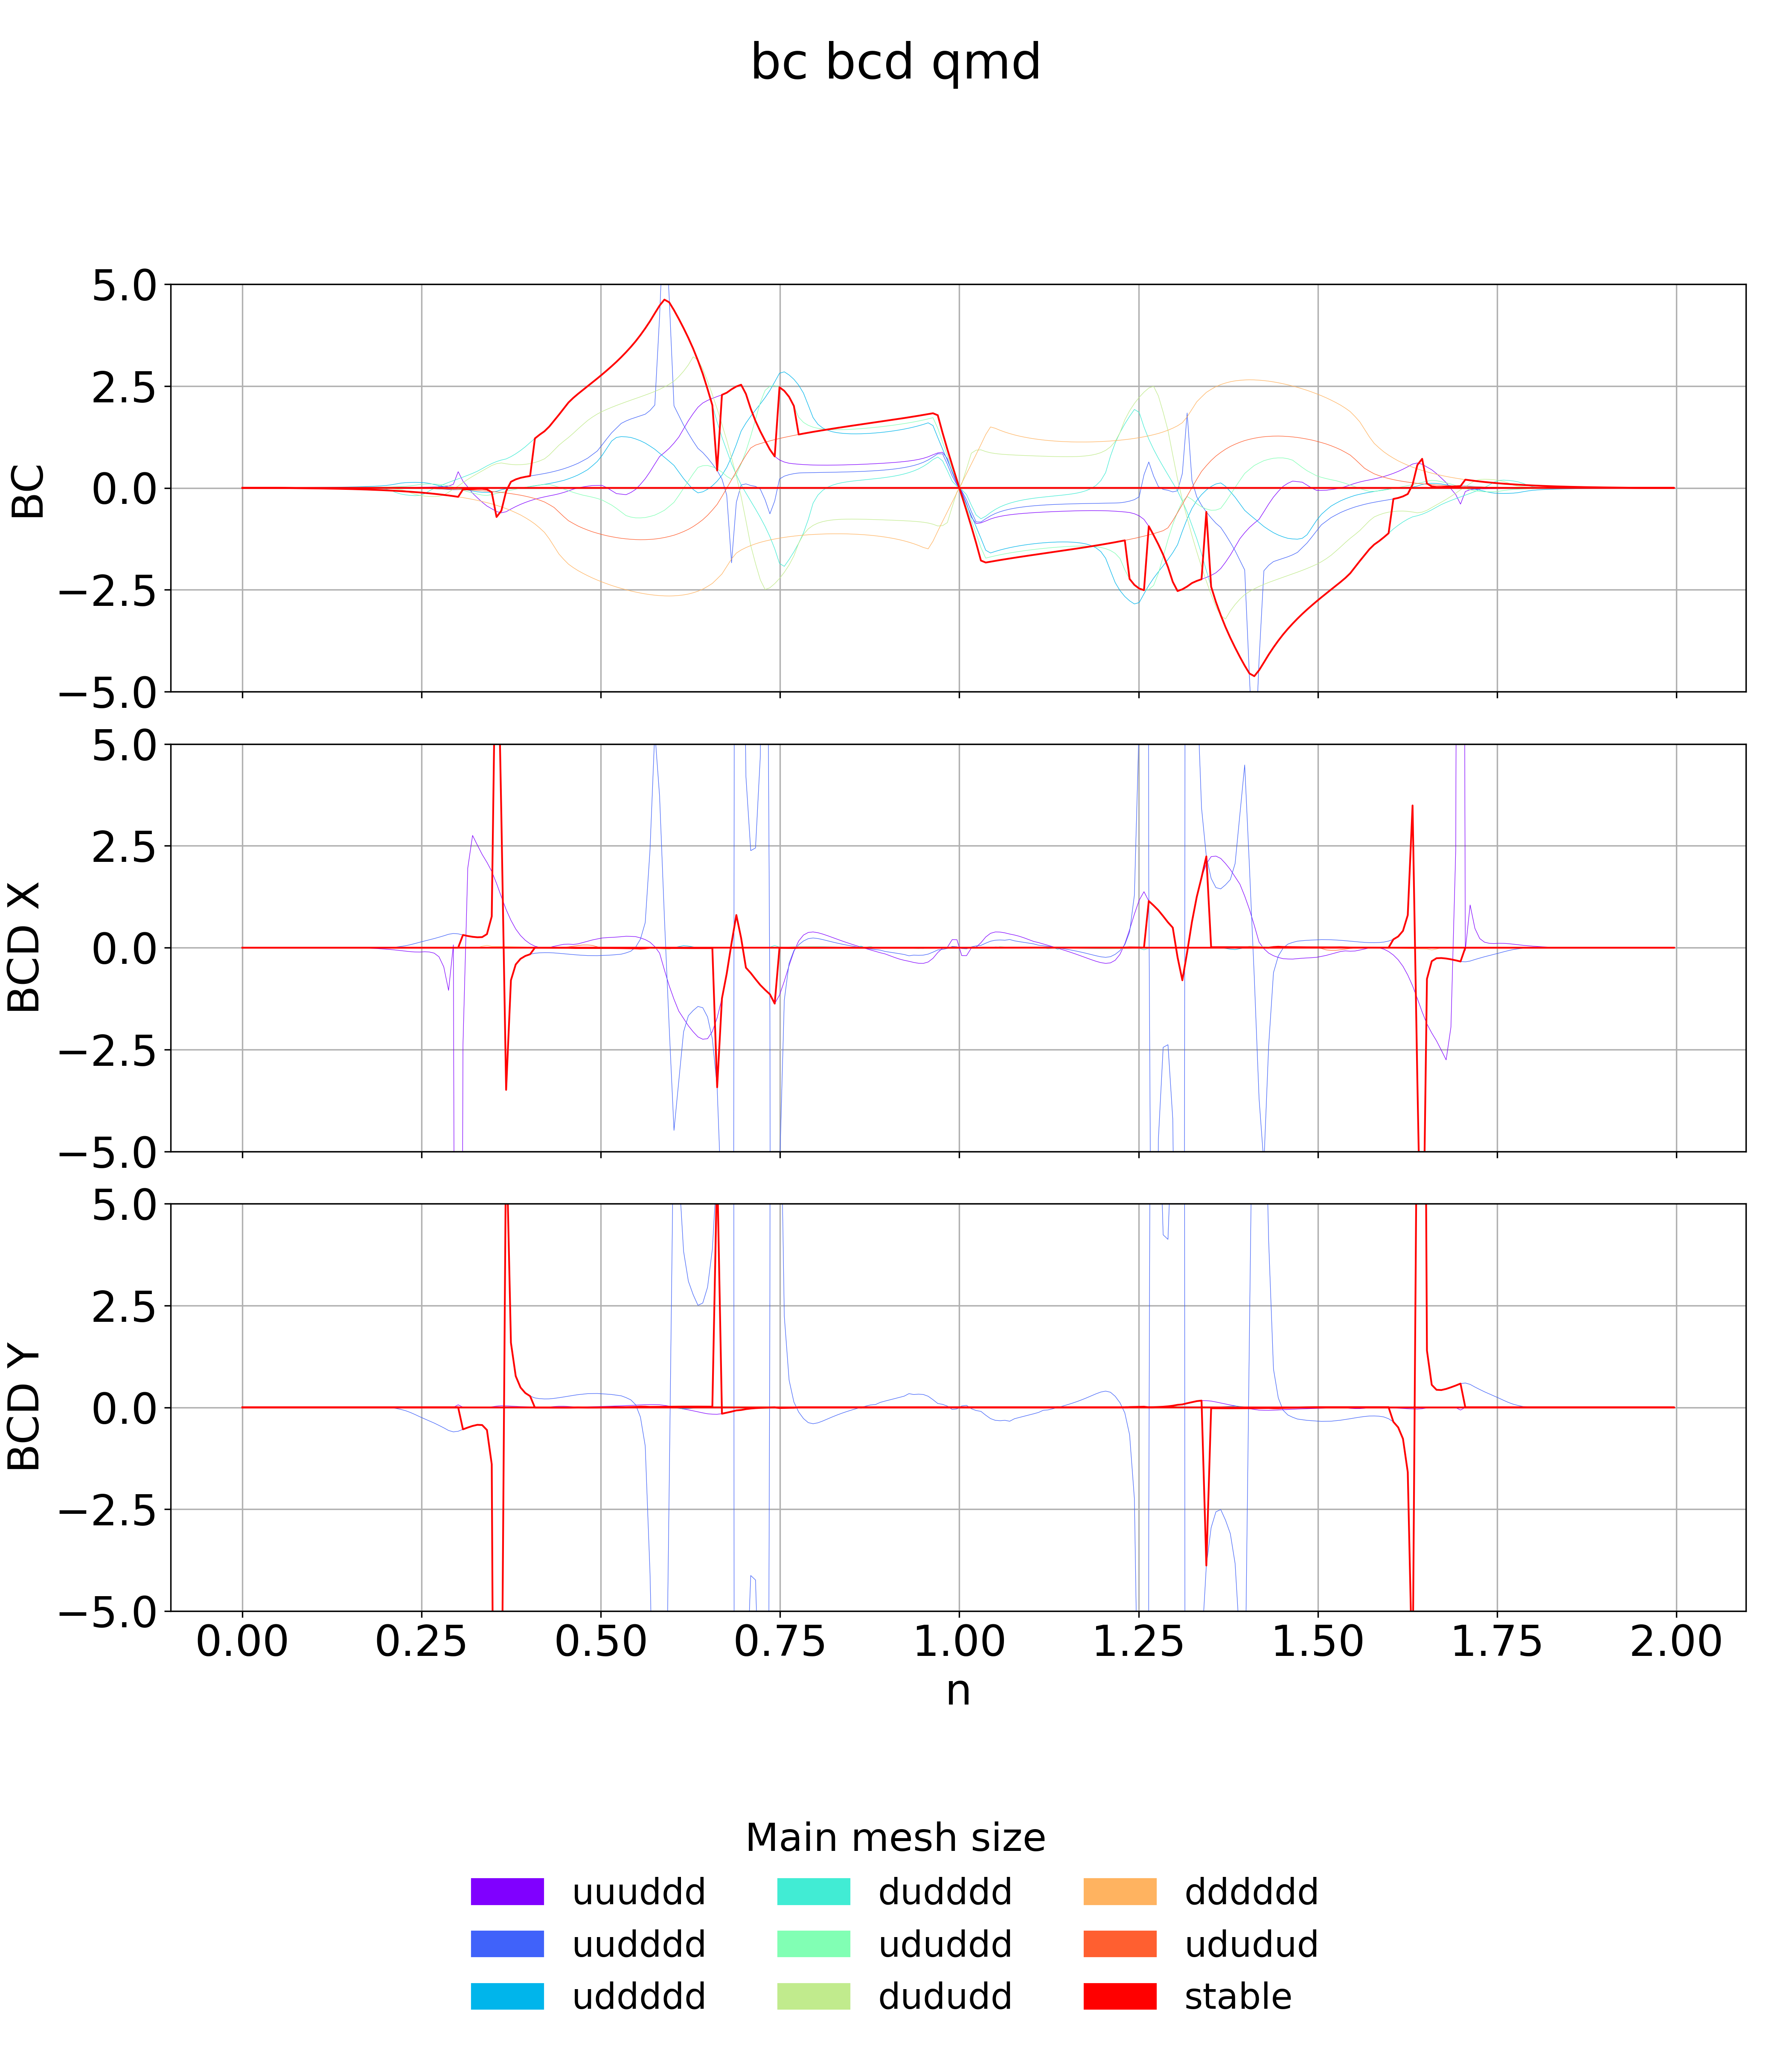 bc bcd qmd
5.0
2.5
0.0
−2.5
−5.0
BC
5.0
2.5
0.0
−2.5
−5.0
BCD X
5.0
2.5
0.0
−2.5
−5.0
BCD Y
0.00 0.25 0.50 0.75 1.00 1.25 1.50 1.75 2.00
n
Main mesh size
uuuddd dudddd dddddd
uudddd ududdd ududud
uddddd dududd stable